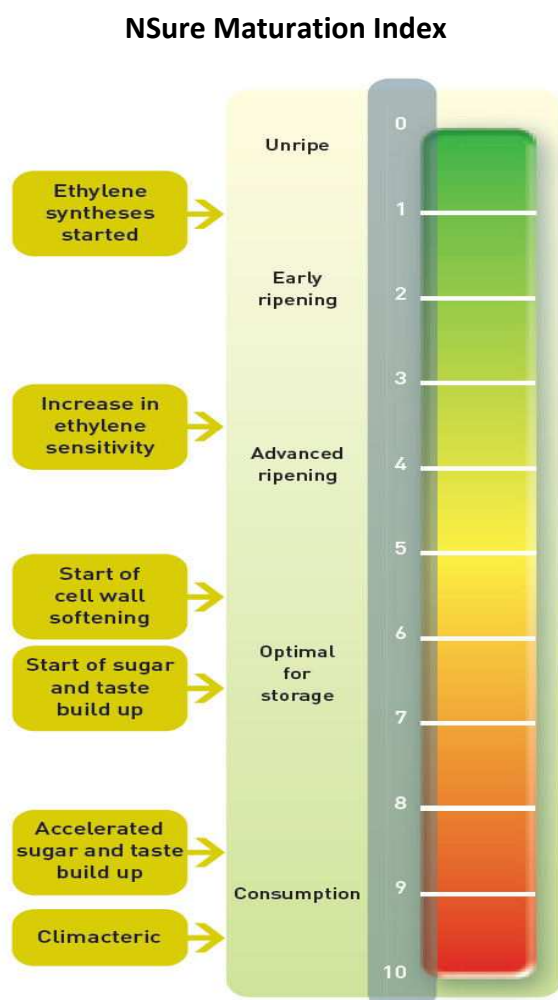 NSure Maturation Index
Ethylene
syntheses
started
Increase in
ethylene
sensitivity
Start of
cell wall
softening
Start of sugar
and taste
build up
Accelerated
sugar and taste
build up
Climacteric
Unripe
Early
ripening
Advanced
ripening
Optimal
for
storage
Consumption
0
1
2
3
4
5
6
7
8
9
10